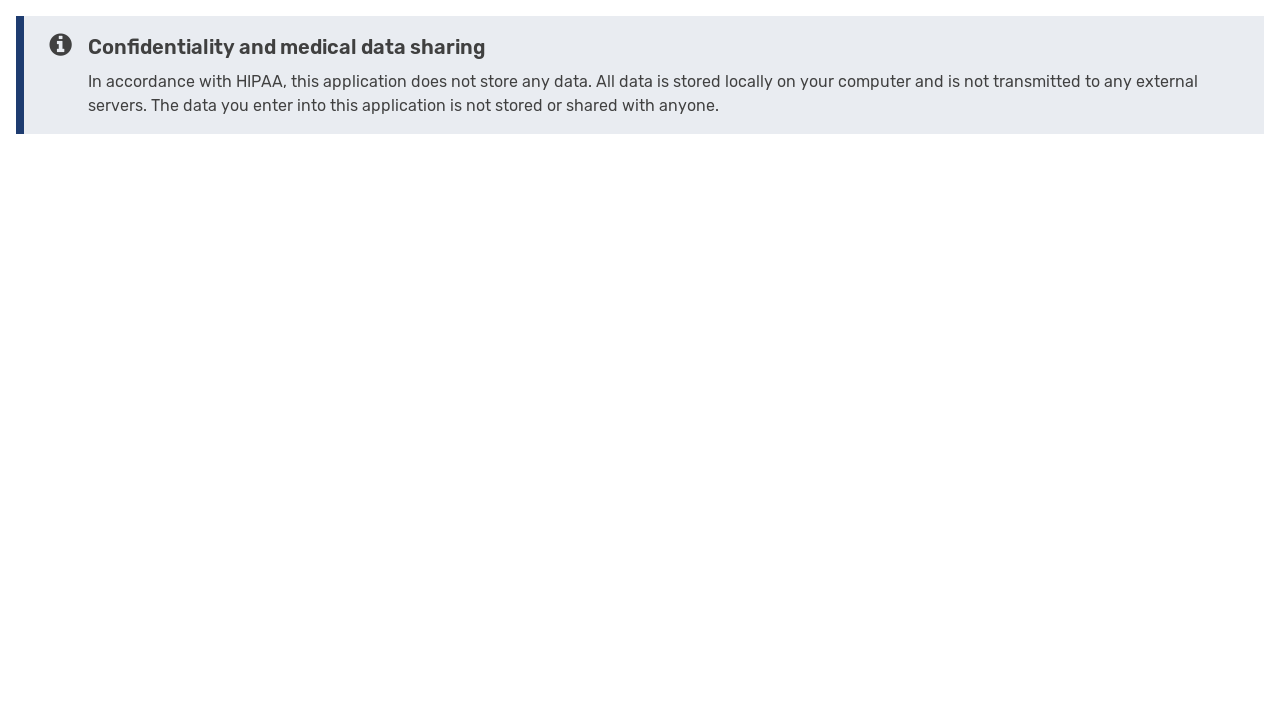 Confidentiality and medical data sharing
In accordance with HIPAA, this application does not store any data. All data is stored locally on your computer and is not transmitted to any external
servers. The data you enter into this application is not stored or shared with anyone.